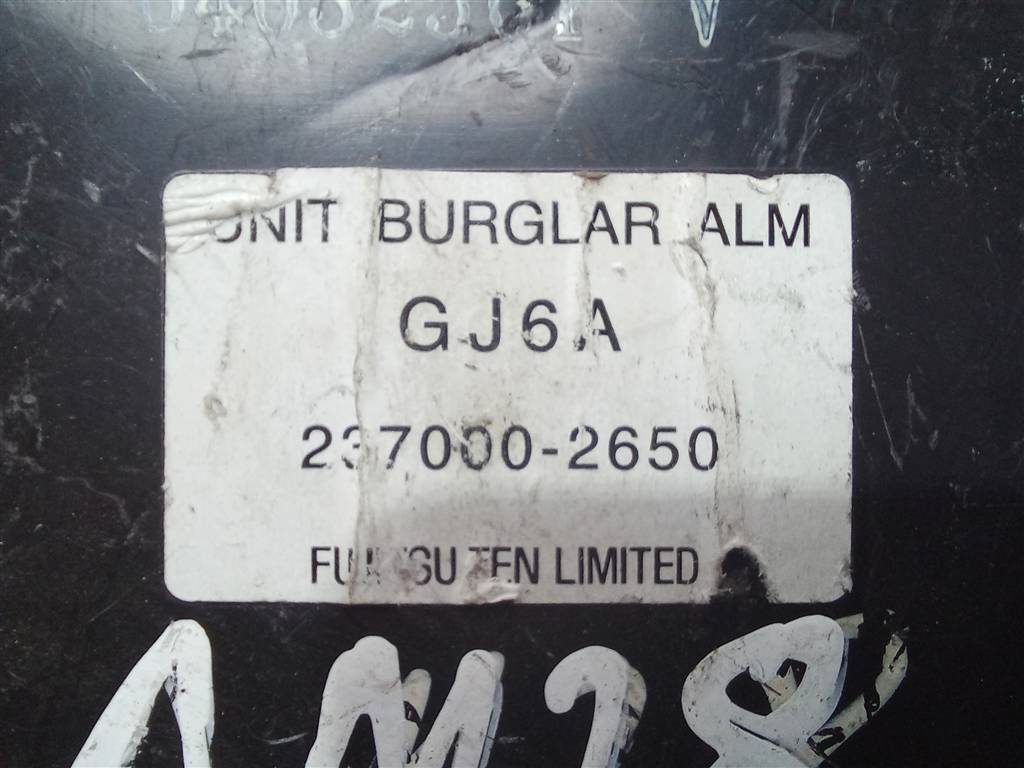 UNIT BURGLAR ALM
GJ6A
237000-2650
FUJITSU TEN LIMITED